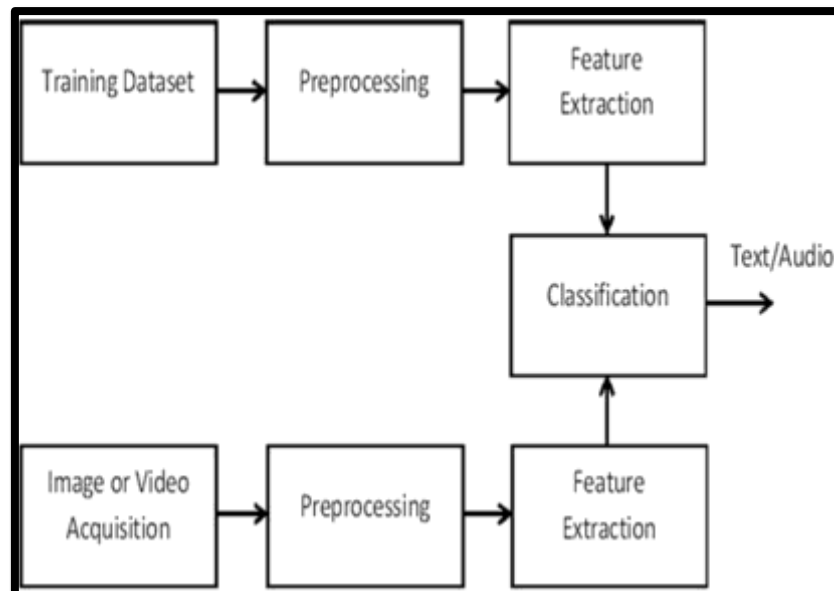 Training Dataset
Preprocessing
Feature
Extraction
Classification
Text/Audio
Image or Video
Acquisition
Preprocessing
Feature
Extraction